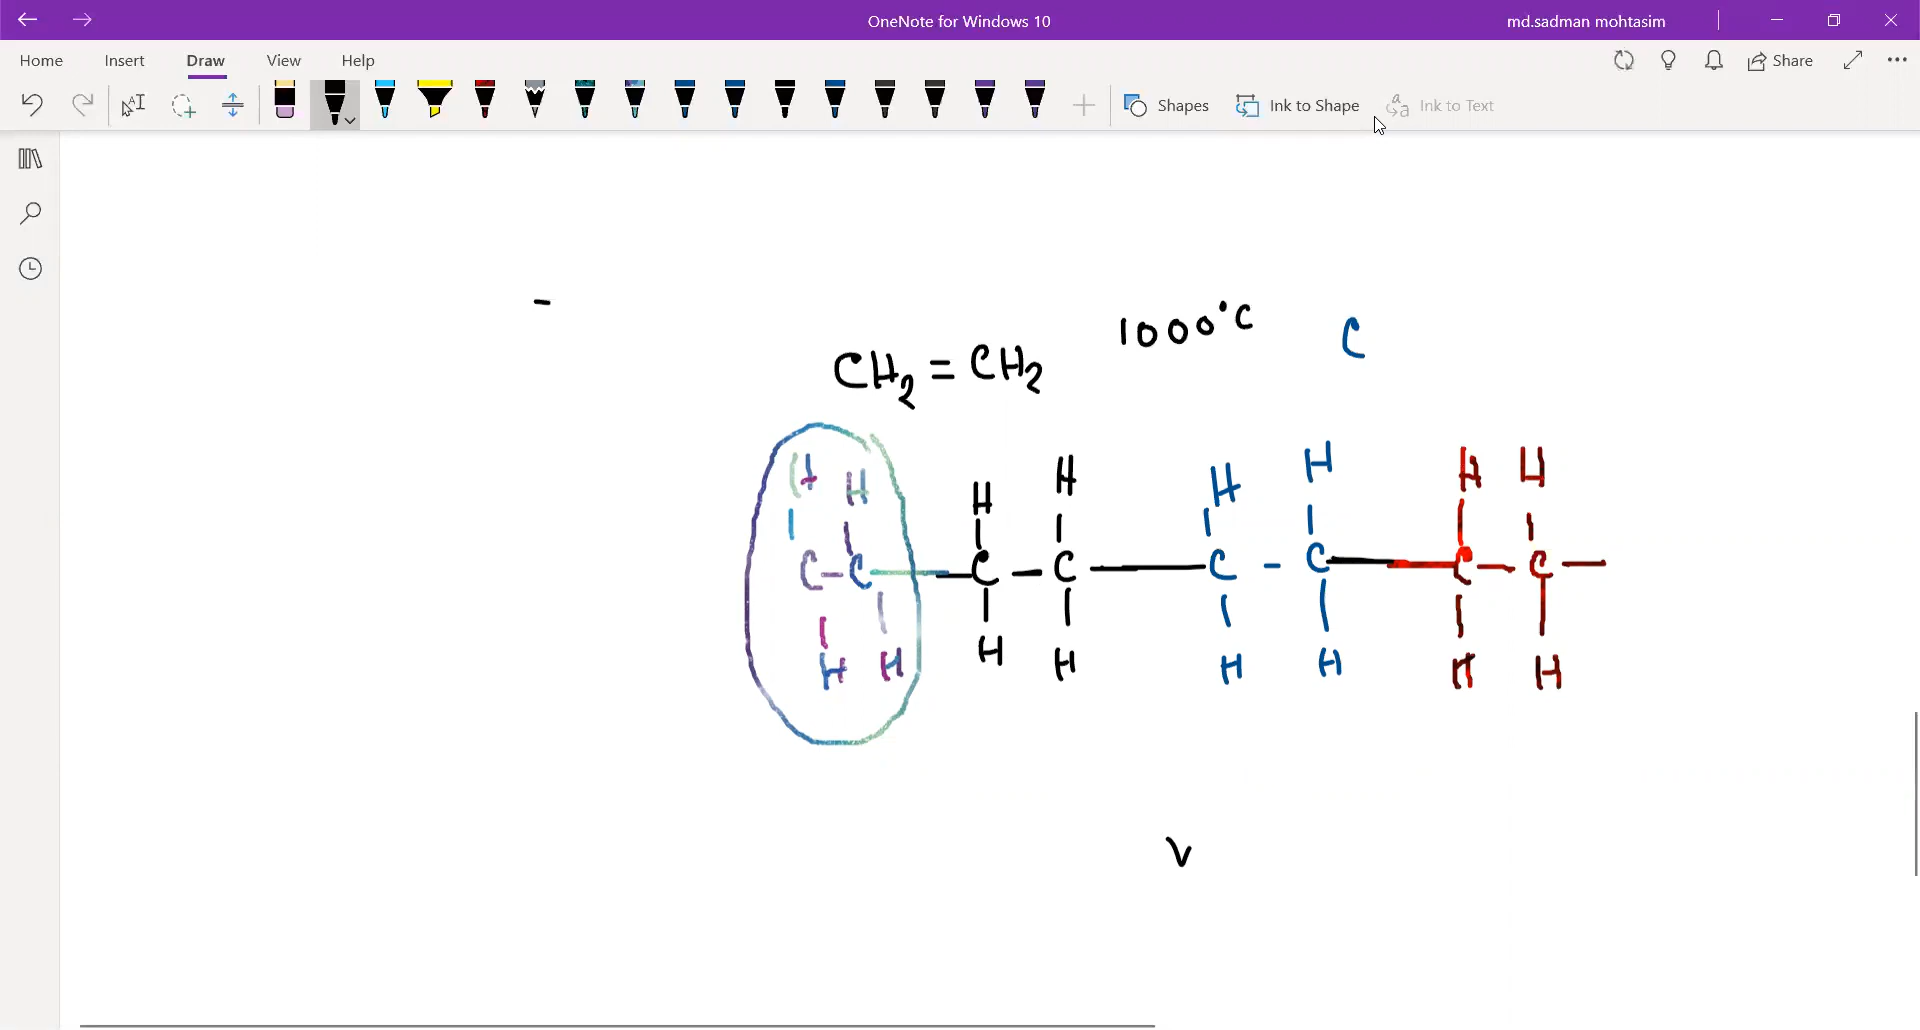 OneNote for Windows 10
md.sadman mohtasim
Home Insert Draw View Help
Share
Shapes Ink to Shape Ink to Text
-
1000°C C
CH₂ = CH₂
H H H H H H H H
C - C - C - C - C - C - C - C -
H H H H H H H H
v